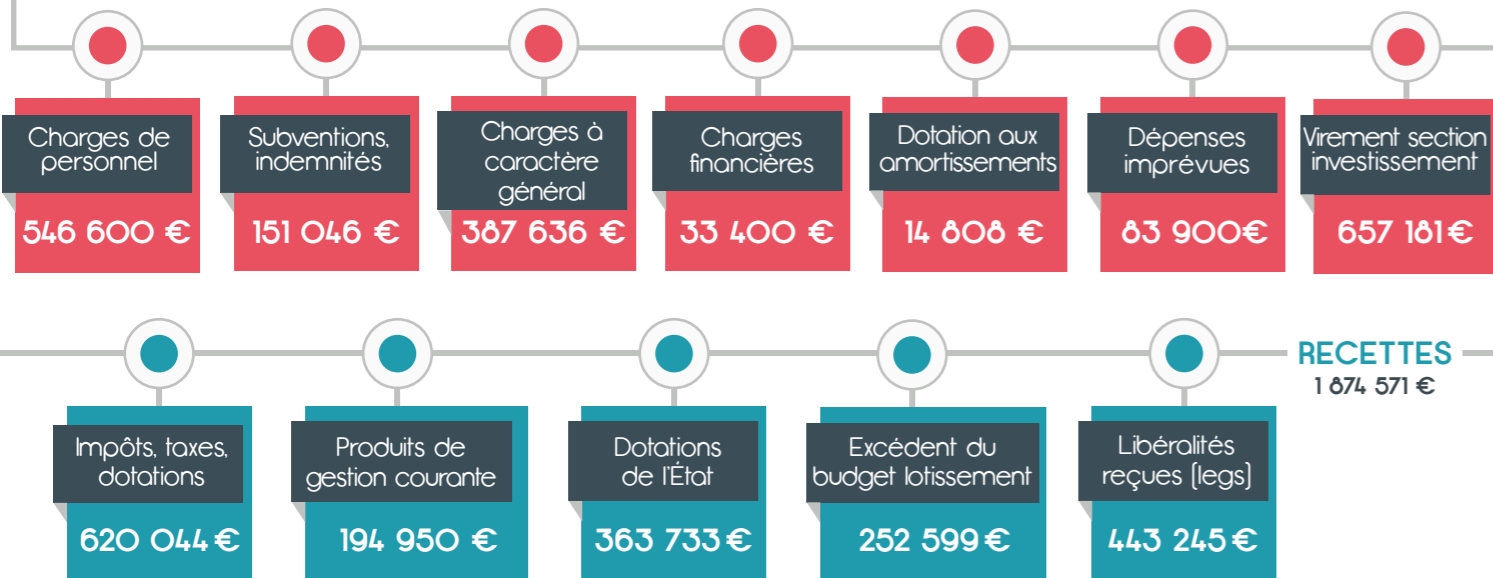 Charges de
personnel
546 600 €
Subventions,
indemnités
151 046 €
Charges à
caractère
général
387 636 €
Charges
financières
33 400 €
Dotation aux
amortissements
14 808 €
Dépenses
imprévues
83 900€
Virement section
investissement
657 181 €
RECETTES
1 874 571 €
Impôts, taxes,
dotations
620 044 €
Produits de
gestion courante
194 950 €
Dotations
de l'État
363 733 €
Excédent du
budget lotissement
252 599 €
Libéralités
reçues (legs)
443 245 €